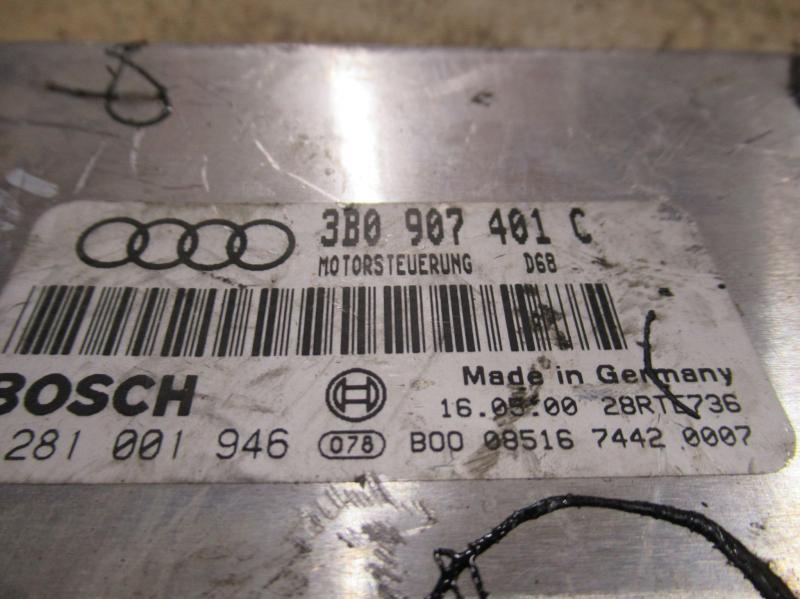 3B0 907 401 C
MOTORSTEUERUNG D68
BOSCH
Made in Germany
16.05.00 28RTE736
281 001 946 078 B00 08516 7442 0007